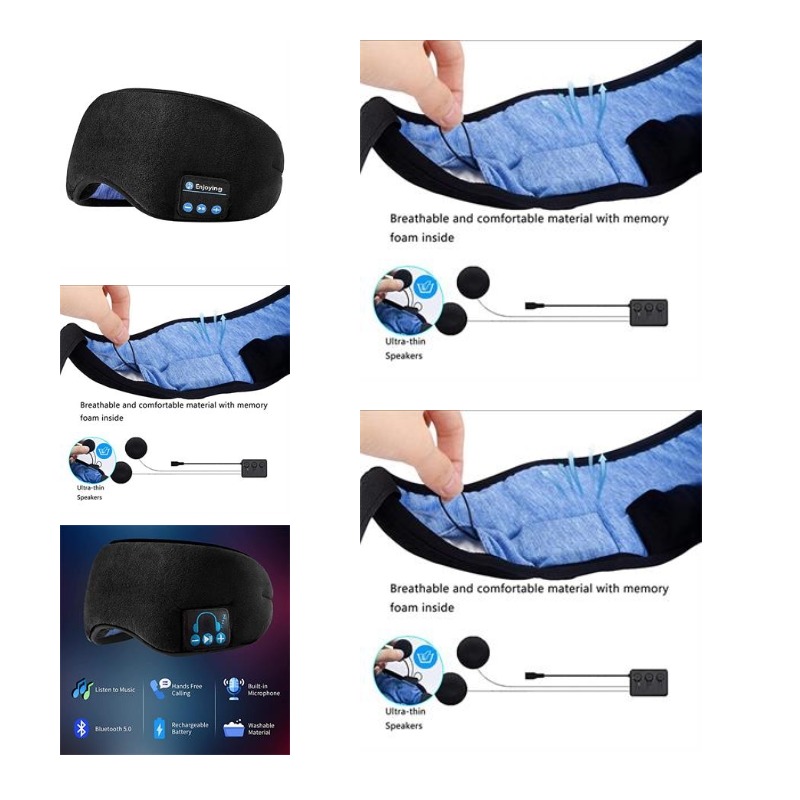 Enjoying
Breathable and comfortable material with memory
foam inside
Ultra-thin
Speakers
Breathable and comfortable material with memory
foam inside
Ultra-thin
Speakers
Listen to Music
Hands Free
Calling
Built-in
Microphone
Bluetooth 5.0
Rechargeable
Battery
Washable
Material
Breathable and comfortable material with memory
foam inside
Ultra-thin
Speakers